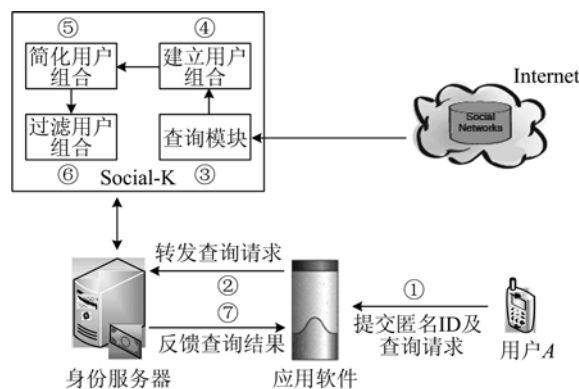 ⑤ ④
简化用户
组合
建立用户
组合
过滤用户
组合
查询模块
⑥ ③
Social-K
Internet
Social
Networks
转发查询请求
②
⑦
反馈查询结果
①
提交匿名ID及
查询请求
身份服务器
应用软件
用户A